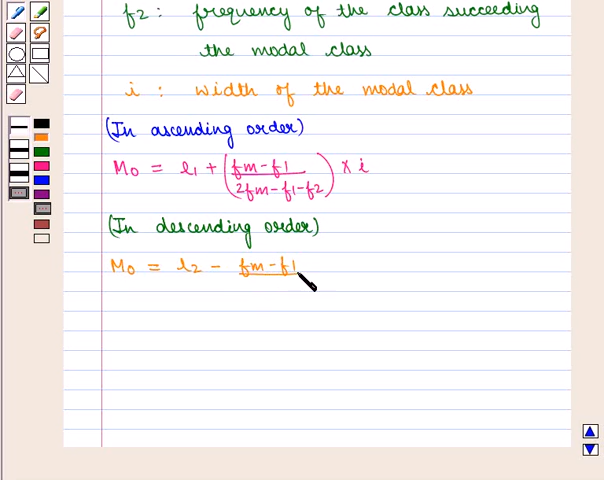 f2 : frequency of the class succeeding
the modal class
i : width of the modal class
(In ascending order)
Mo = l1 + (fm-f1 / 2fm-f1-f2) × i
(In descending order)
Mo = l2 - fm-f1